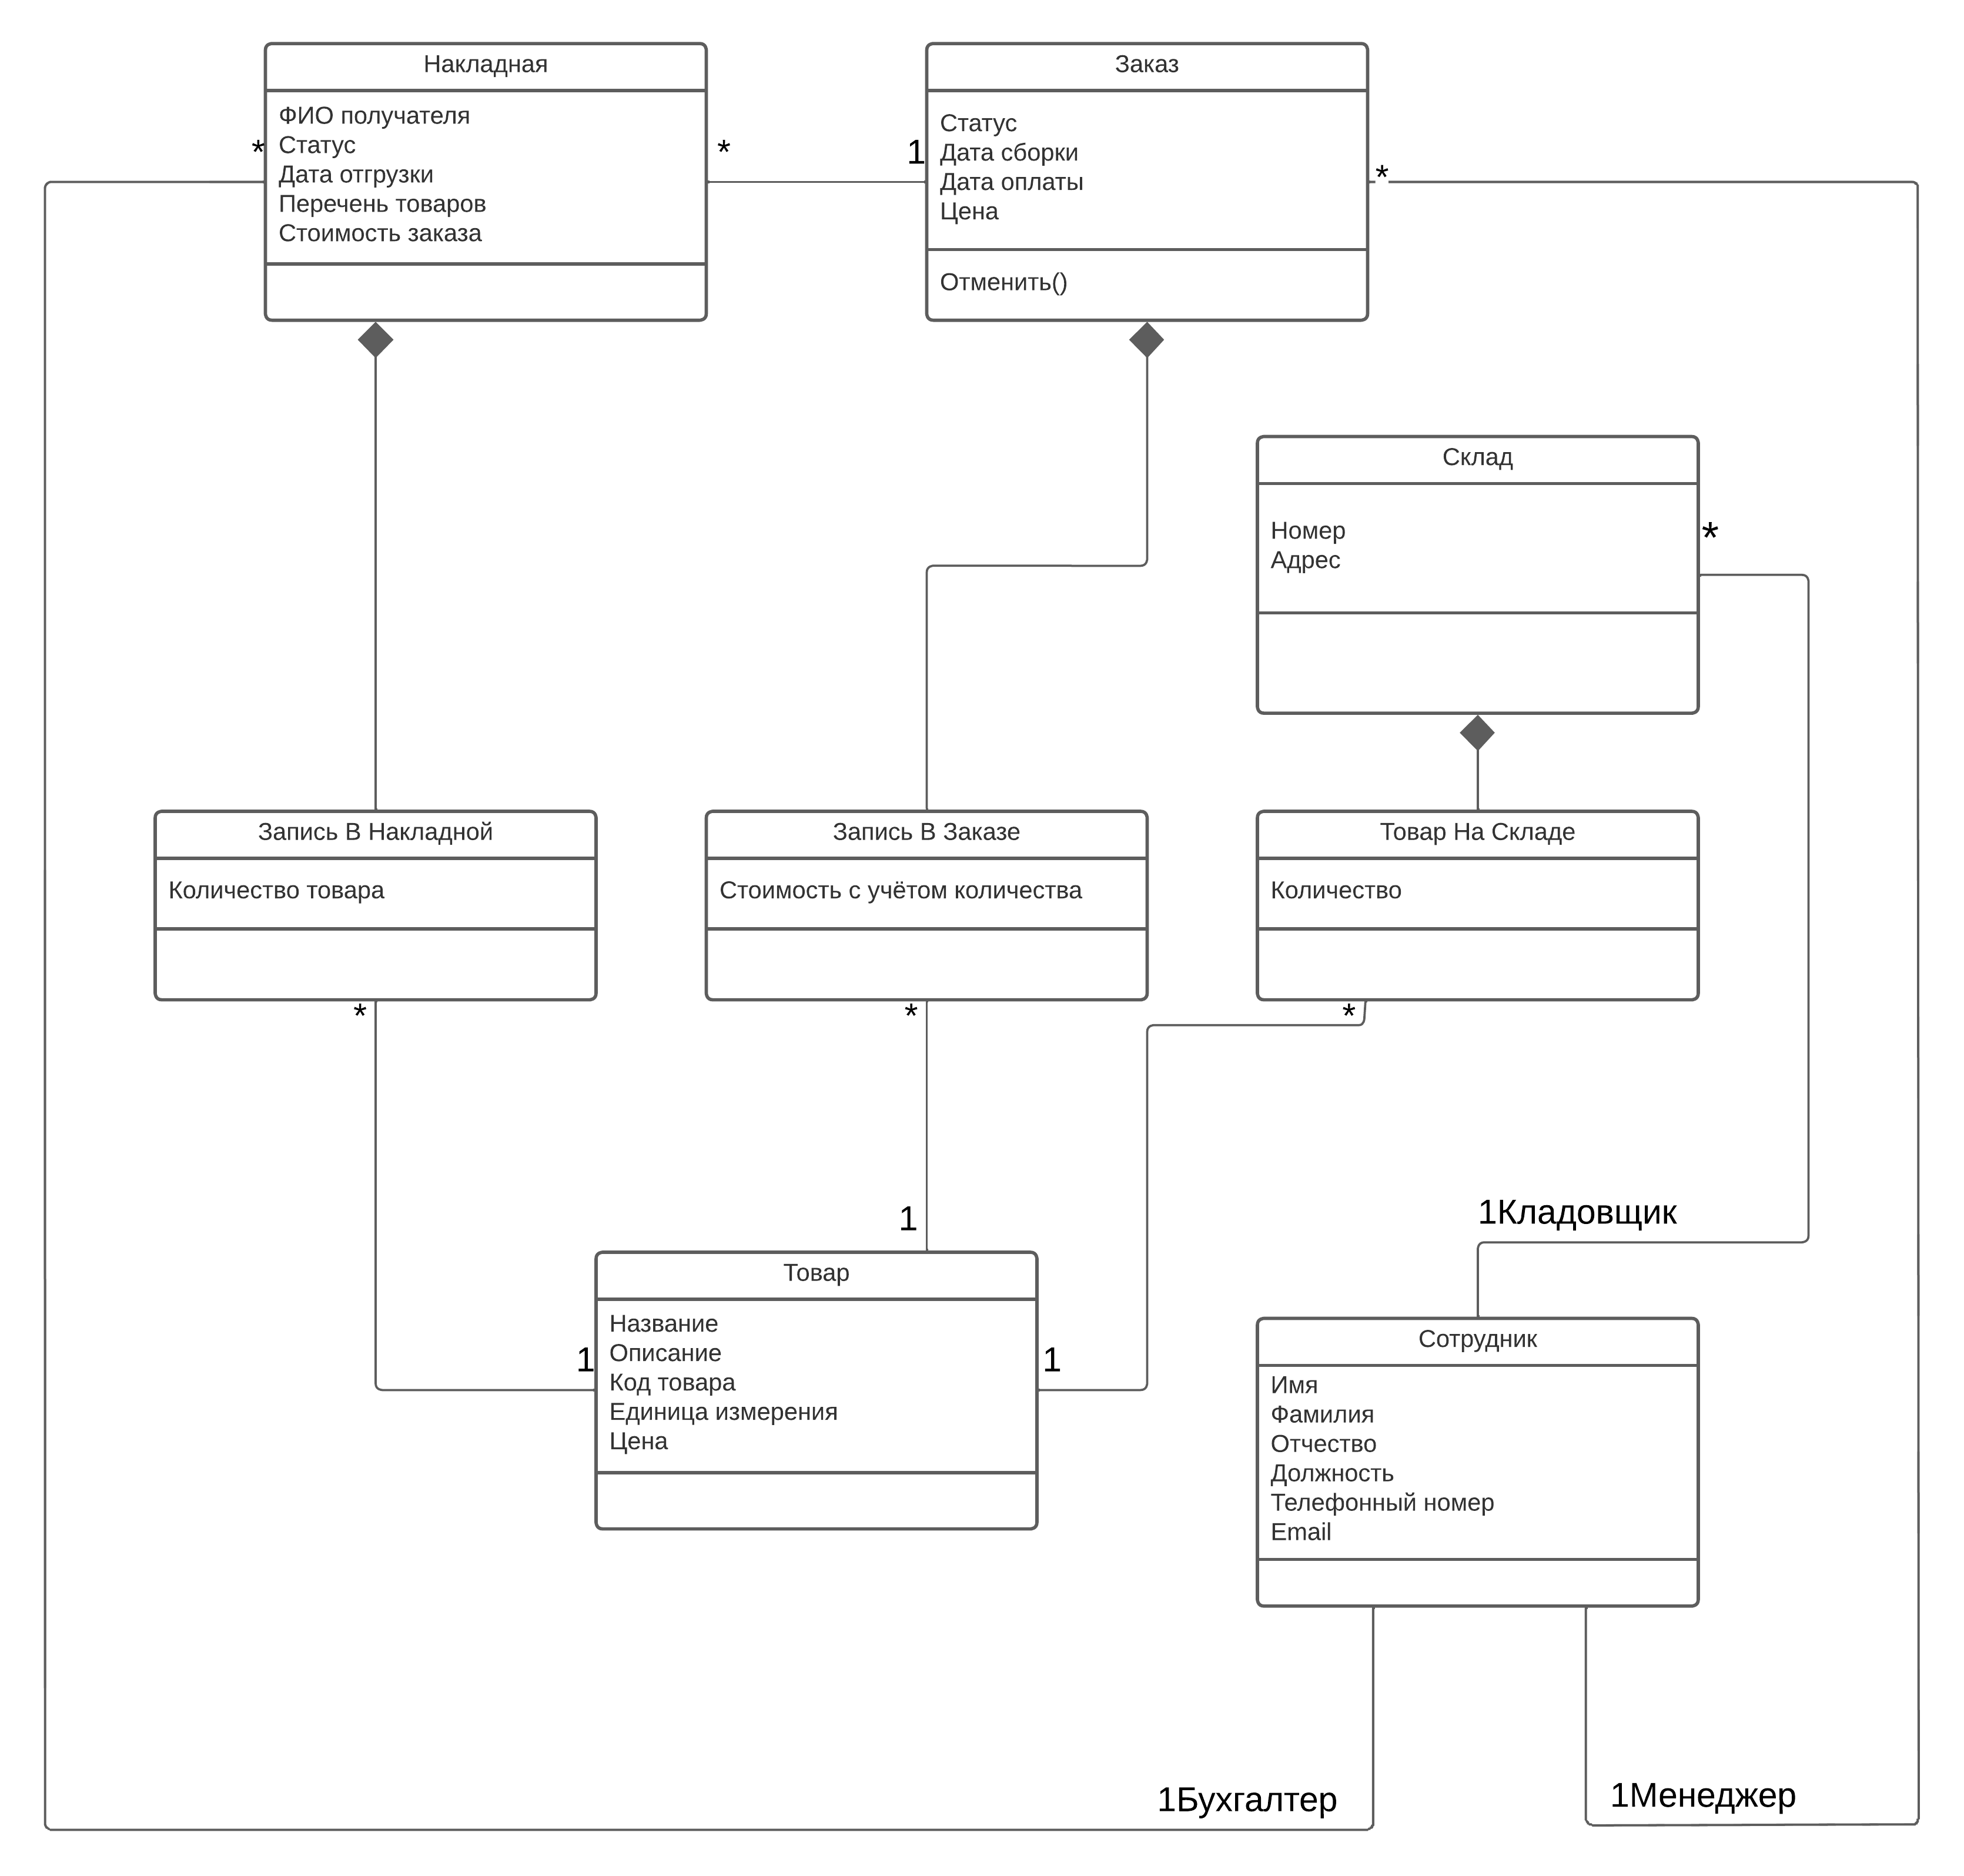 Накладная
ФИО получателя
Статус
Дата отгрузки
Перечень товаров
Стоимость заказа
*
*
1
Заказ
Статус
Дата сборки
Дата оплаты
Цена
Отменить()
*
Склад
Номер
Адрес
*
Запись В Накладной
Количество товара
*
Запись В Заказе
Стоимость с учётом количества
*
Товар На Складе
Количество
*
1
1
1
Товар
Название
Описание
Код товара
Единица измерения
Цена
1Кладовщик
Сотрудник
Имя
Фамилия
Отчество
Должность
Телефонный номер
Email
1Бухгалтер
1Менеджер